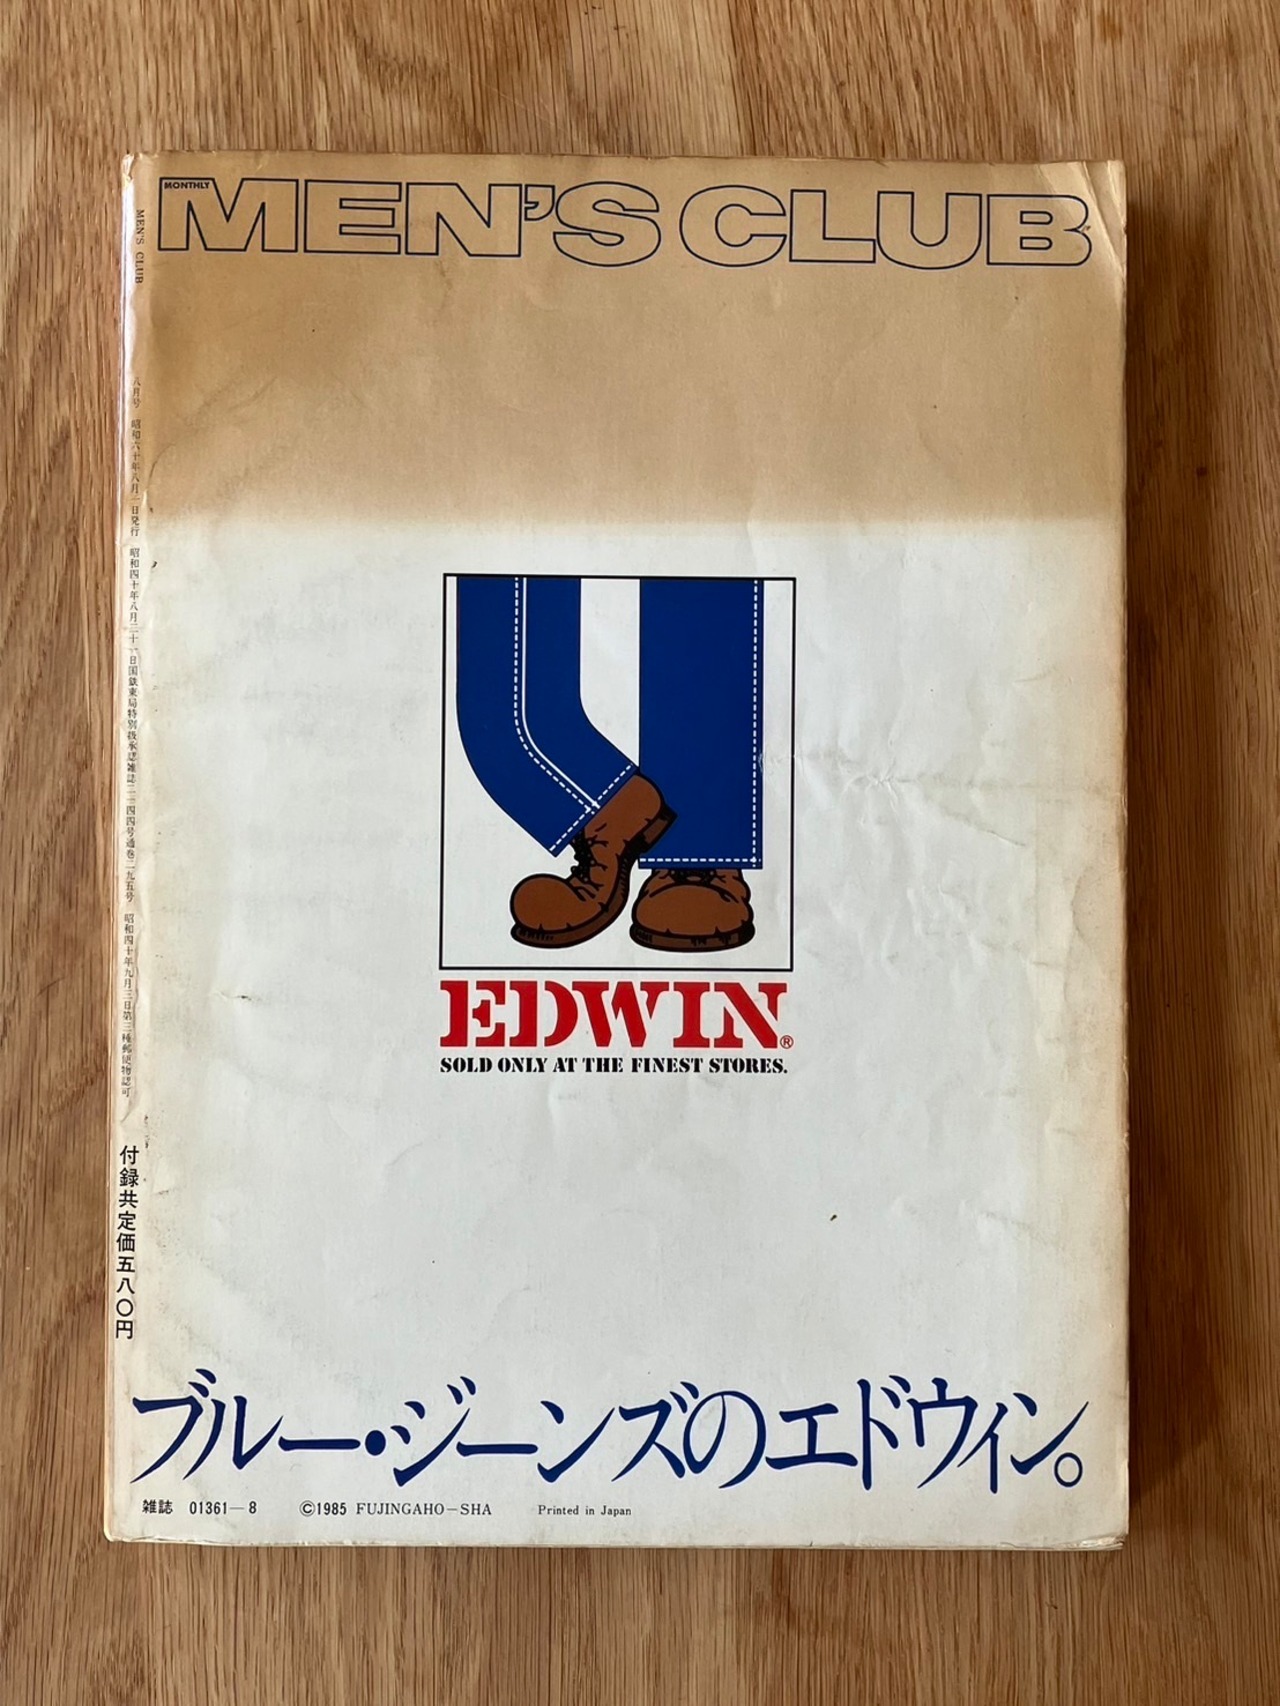 MONTHLY
MEN'S CLUB
MEN'S CLUB
八月号 昭和六十年八月一日発行 昭和四十年八月二十一日国鉄東局特別扱承認雑誌二一四四号通巻二九五号 昭和四十年九月三日第三種郵便物認可
付録共定価五八〇円
EDWIN®
SOLD ONLY AT THE FINEST STORES.
ブルー・ジーンズのエドウィン。
雑誌 01361—8 ©1985 FUJINGAHO—SHA Printed in Japan